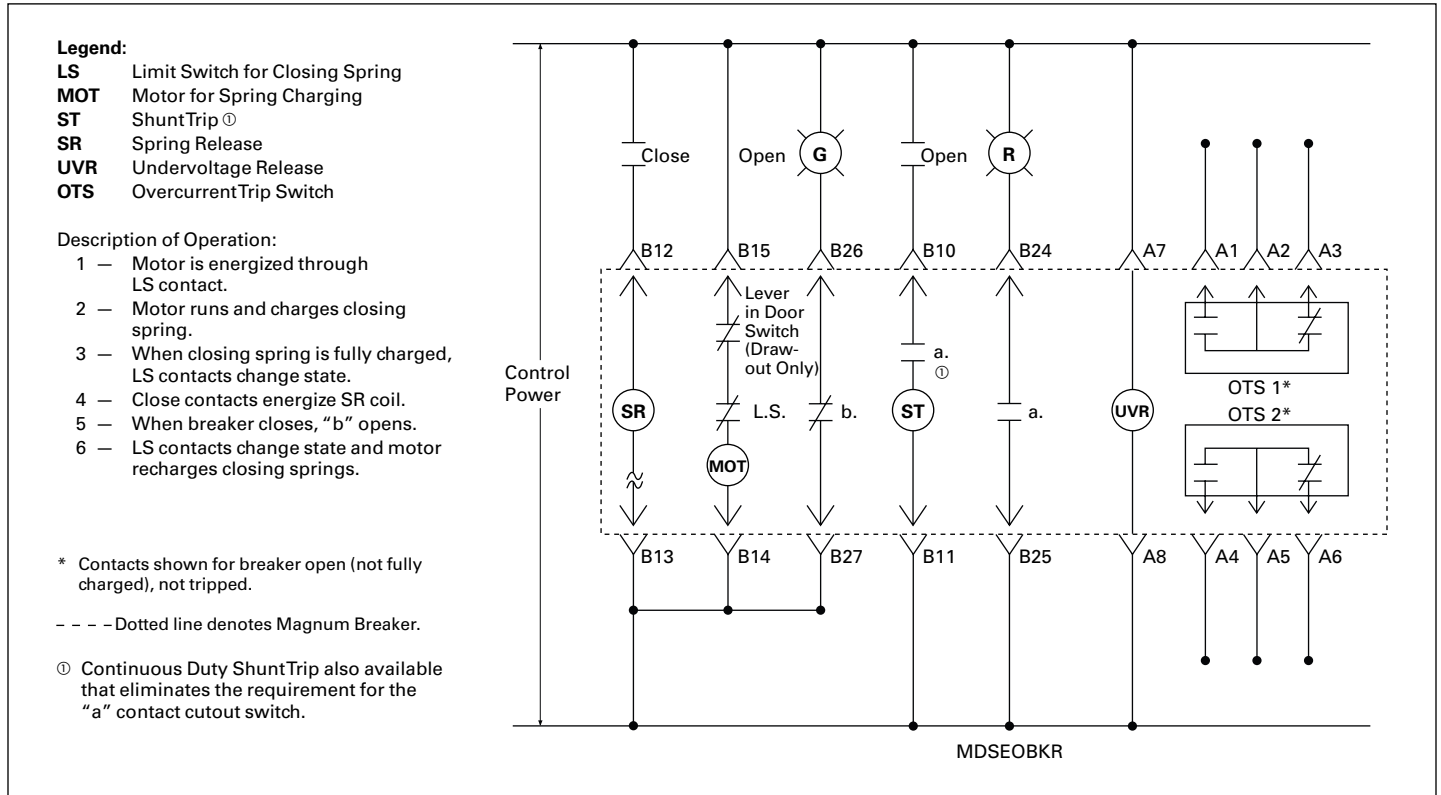 Legend:
LS Limit Switch for Closing Spring
MOT Motor for Spring Charging
ST Shunt Trip ①
SR Spring Release
UVR Undervoltage Release
OTS Overcurrent Trip Switch
Description of Operation:
1 — Motor is energized through
LS contact.
2 — Motor runs and charges closing
spring.
3 — When closing spring is fully charged,
LS contacts change state.
4 — Close contacts energize SR coil.
5 — When breaker closes, “b” opens.
6 — LS contacts change state and motor
recharges closing springs.
* Contacts shown for breaker open (not fully
charged), not tripped.
– – – – Dotted line denotes Magnum Breaker.
① Continuous Duty Shunt Trip also available
that eliminates the requirement for the
“a” contact cutout switch.
Control
Power
Close
Open G
Open R
B12 B15 B26 B10 B24 A7 A1 A2 A3
Lever
in Door
Switch
(Draw-
out Only)
a.
①
SR L.S. b. ST a. UVR
MOT
OTS 1*
OTS 2*
B13 B14 B27 B11 B25 A8 A4 A5 A6
MDSEOBKR